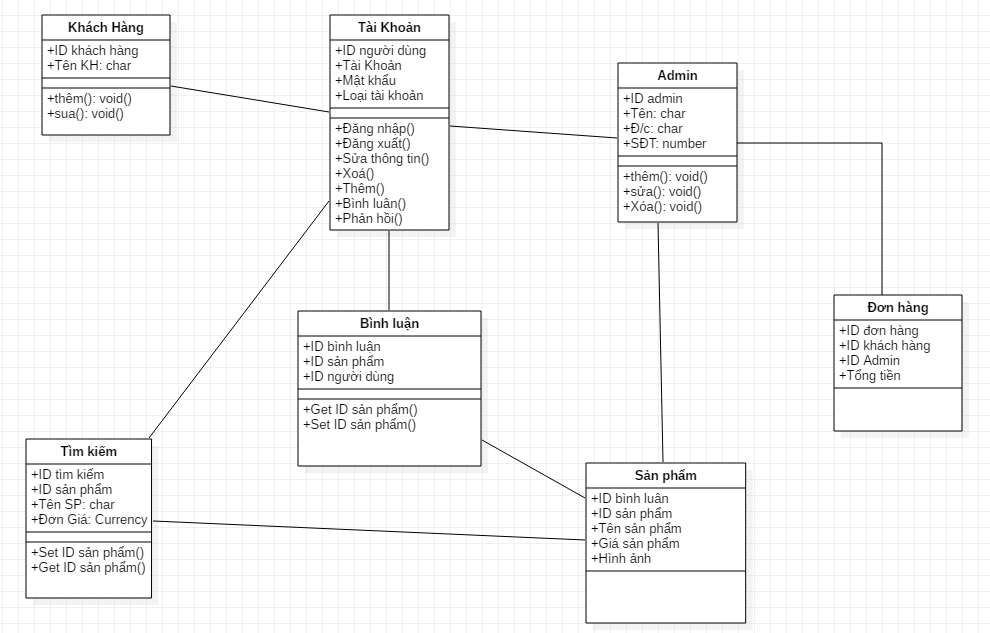 Khách Hàng
+ID khách hàng
+Tên KH: char
+thêm(): void()
+sua(): void()
Tài Khoản
+ID người dùng
+Tài Khoản
+Mật khẩu
+Loại tài khoản
+Đăng nhập()
+Đăng xuất()
+Sửa thông tin()
+Xoá()
+Thêm()
+Bình luân()
+Phản hồi()
Admin
+ID admin
+Tên: char
+Đ/c: char
+SĐT: number
+thêm(): void()
+sửa(): void()
+Xóa(): void()
Đơn hàng
+ID đơn hàng
+ID khách hàng
+ID Admin
+Tổng tiền
Bình luận
+ID bình luân
+ID sản phẩm
+ID người dùng
+Get ID sản phẩm()
+Set ID sản phẩm()
Tìm kiếm
+ID tìm kiếm
+ID sản phẩm
+Tên SP: char
+Đơn Giá: Currency
+Set ID sản phẩm()
+Get ID sản phẩm()
Sản phẩm
+ID bình luân
+ID sản phẩm
+Tên sản phẩm
+Giá sản phẩm
+Hình ảnh